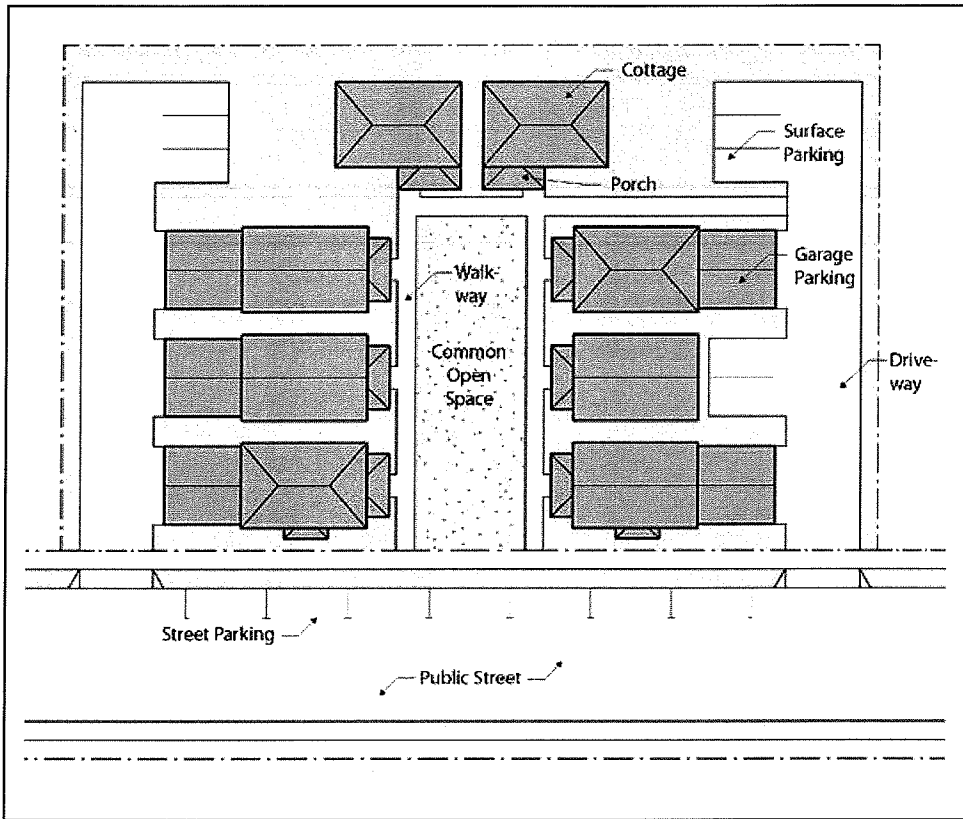 Cottage
Surface
Parking
Porch
Walk-
way
Garage
Parking
Common
Open
Space
Drive-
way
Street Parking
Public Street